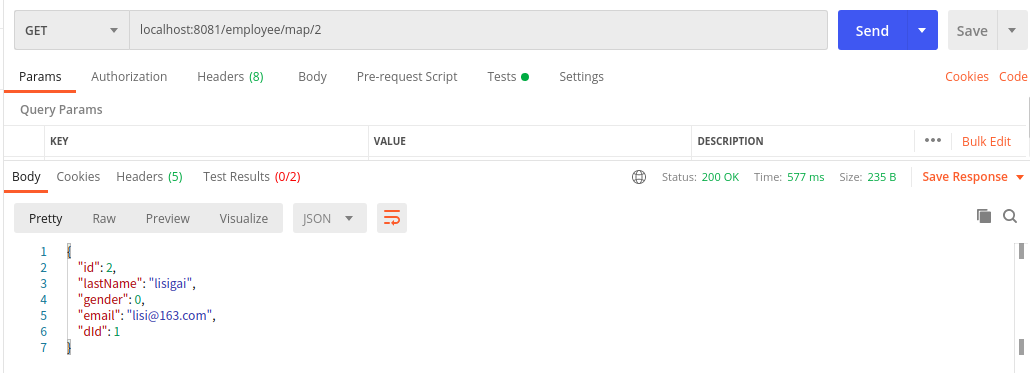 GET localhost:8081/employee/map/2 Send Save
Params Authorization Headers (8) Body Pre-request Script Tests Settings Cookies Code
Query Params
KEY VALUE DESCRIPTION ••• Bulk Edit
Body Cookies Headers (5) Test Results (0/2) Status: 200 OK Time: 577 ms Size: 235 B Save Response
Pretty Raw Preview Visualize JSON
1 {
2 "id": 2,
3 "lastName": "lisigai",
4 "gender": 0,
5 "email": "lisi@163.com",
6 "dId": 1
7 }